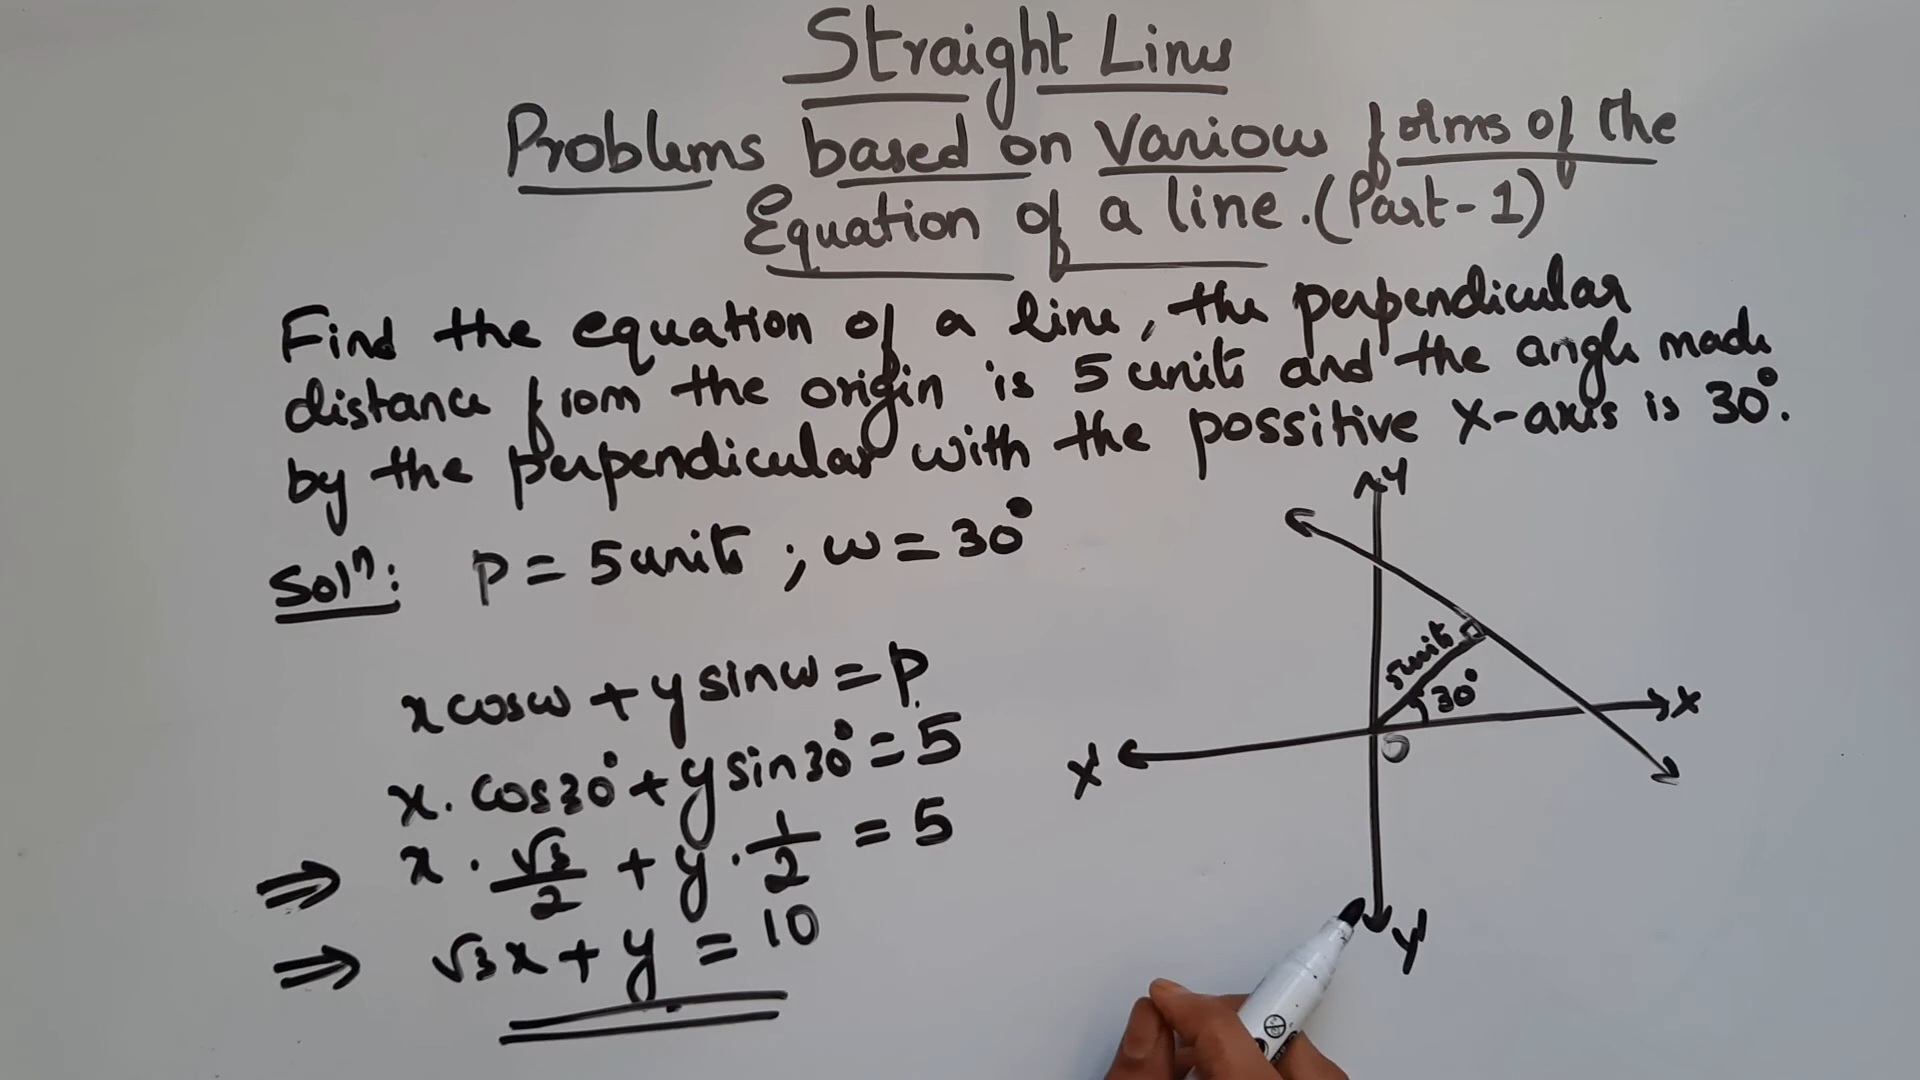 Straight Lines
Problems based on Various forms of the
Equation of a line. (Part-1)
Find the equation of a line, the perpendicular
distance from the origin is 5 units and the angle made
by the perpendicular with the possitive X-axis is 30°.
Solⁿ: P = 5 units ; ω = 30°
x cosω + y sinω = P
x. cos30° + y sin30° = 5
⇒ x · √3/2 + y · 1/2 = 5
⇒ √3x + y = 10
Y
5 units
30°
X
O
X'
Y'